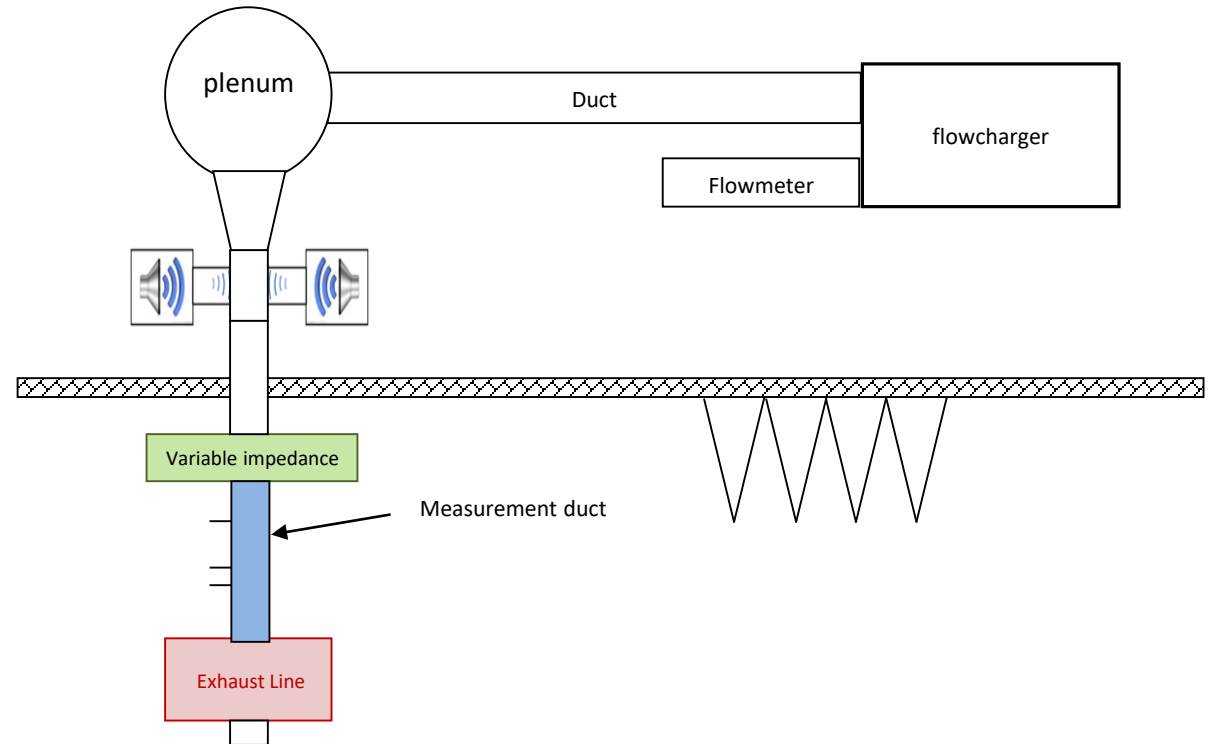 plenum
Duct
flowcharger
Flowmeter
Variable impedance
Measurement duct
Exhaust Line